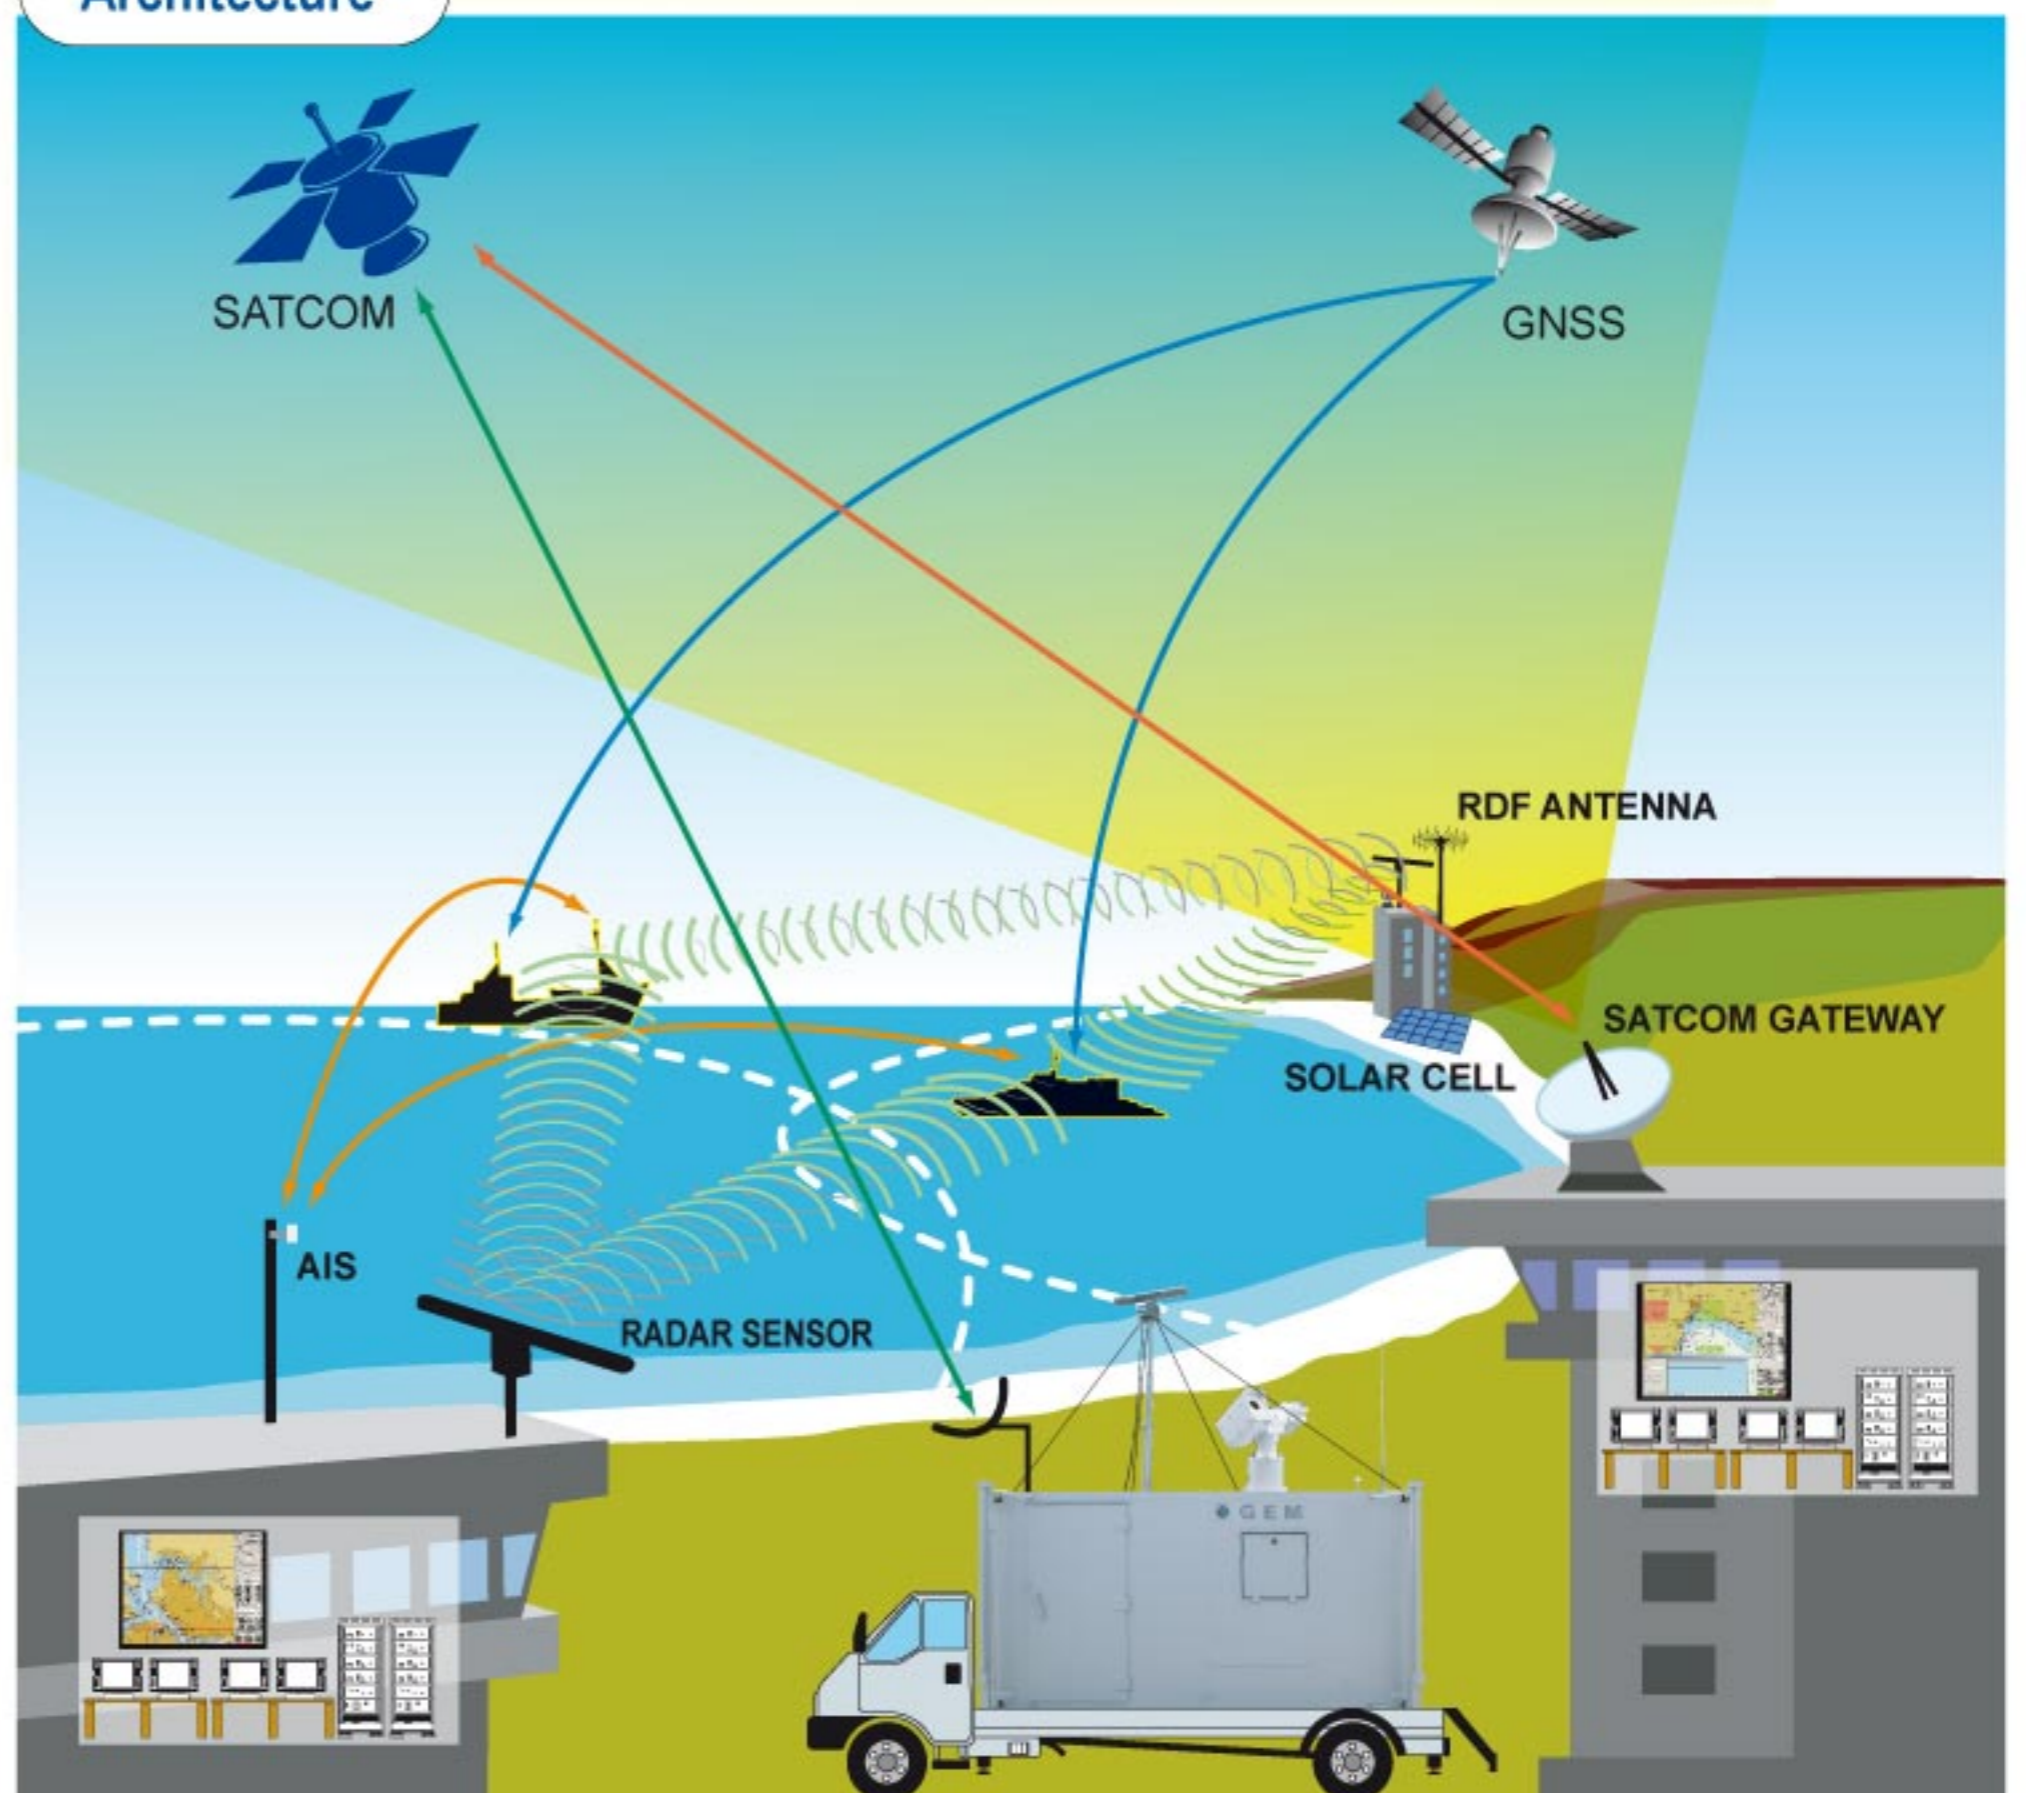 Architecture
SATCOM
GNSS
RDF ANTENNA
SATCOM GATEWAY
SOLAR CELL
AIS
RADAR SENSOR
GEM